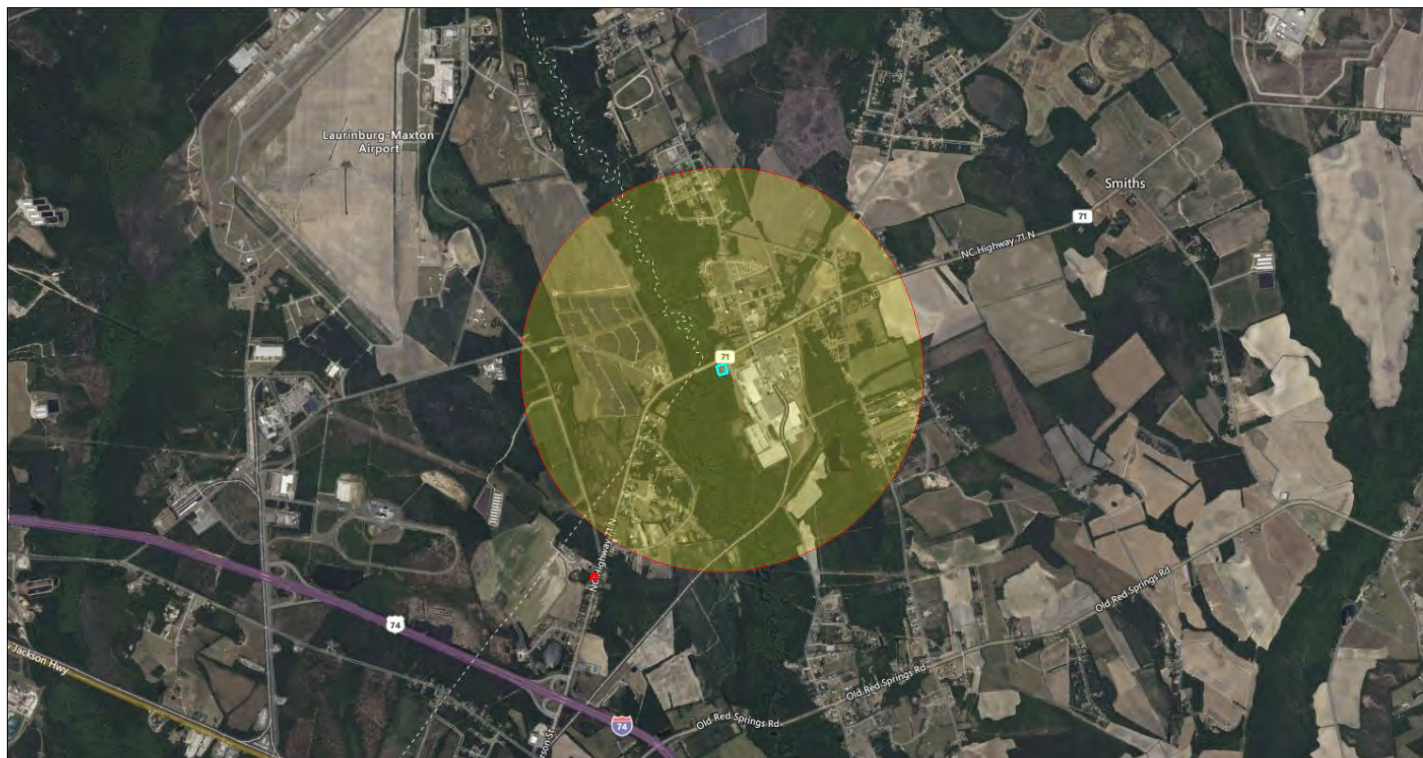 Laurinburg-Maxton
Airport
Smiths
71
NC Highway 71 N
71
NC Highway 71 N
Old Red Springs Rd
74
Jackson Hwy
Old Red Springs Rd
Old Red Springs Rd
74